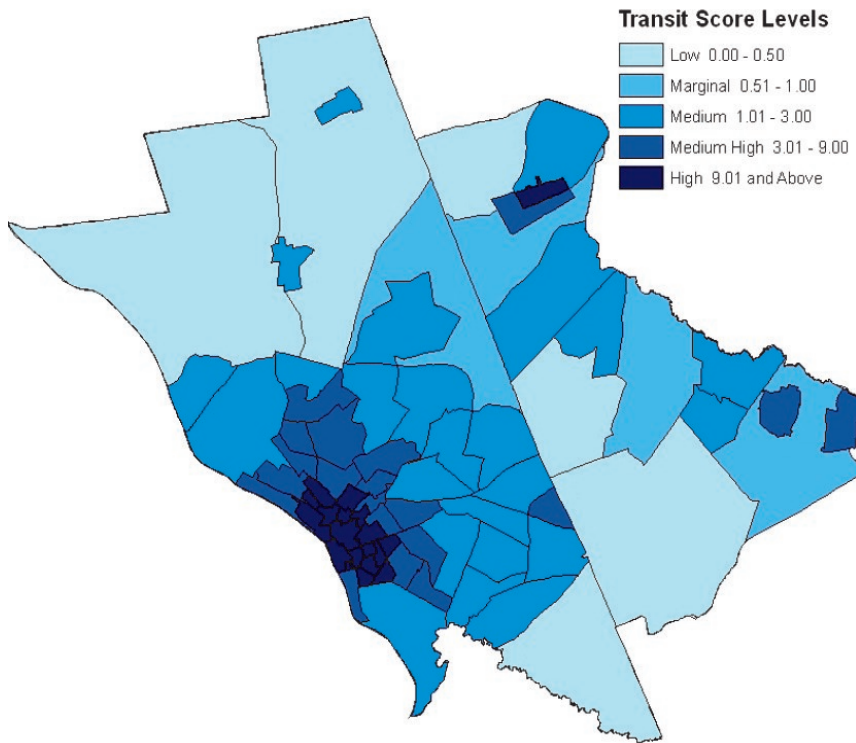 Transit Score Levels
Low 0.00 - 0.50
Marginal 0.51 - 1.00
Medium 1.01 - 3.00
Medium High 3.01 - 9.00
High 9.01 and Above